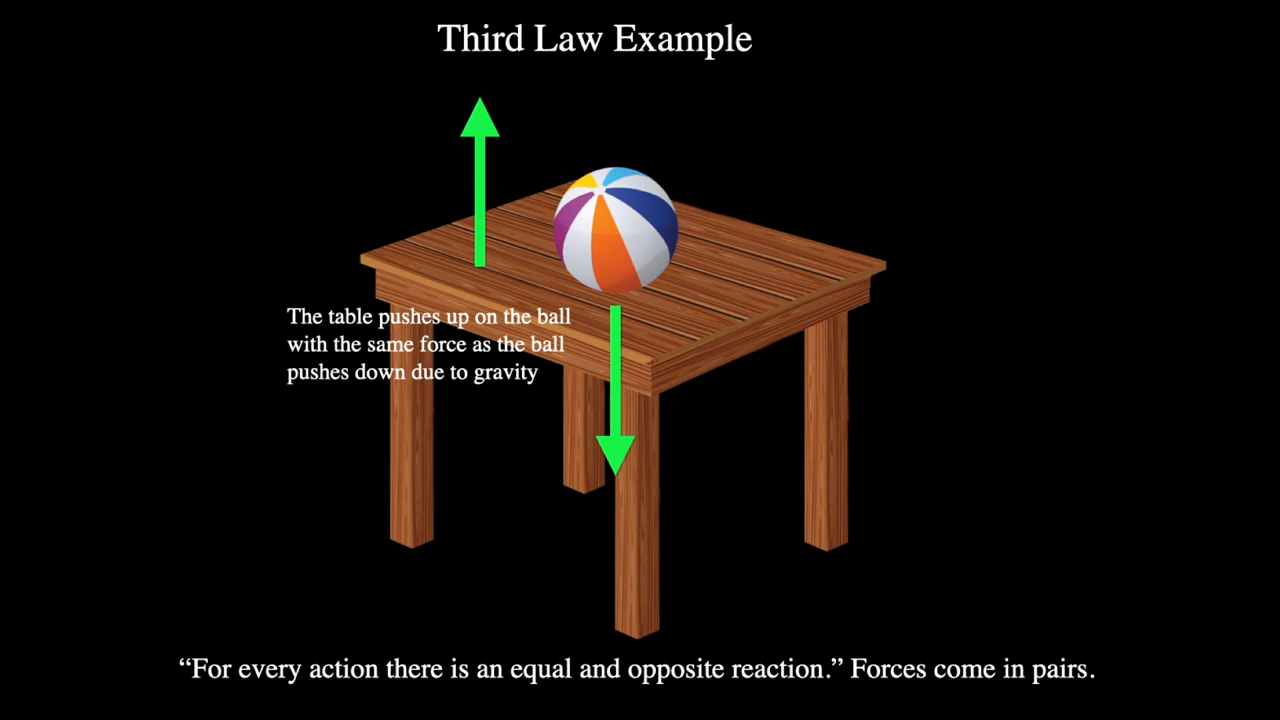 Third Law Example
The table pushes up on the ball
with the same force as the ball
pushes down due to gravity
“For every action there is an equal and opposite reaction.” Forces come in pairs.